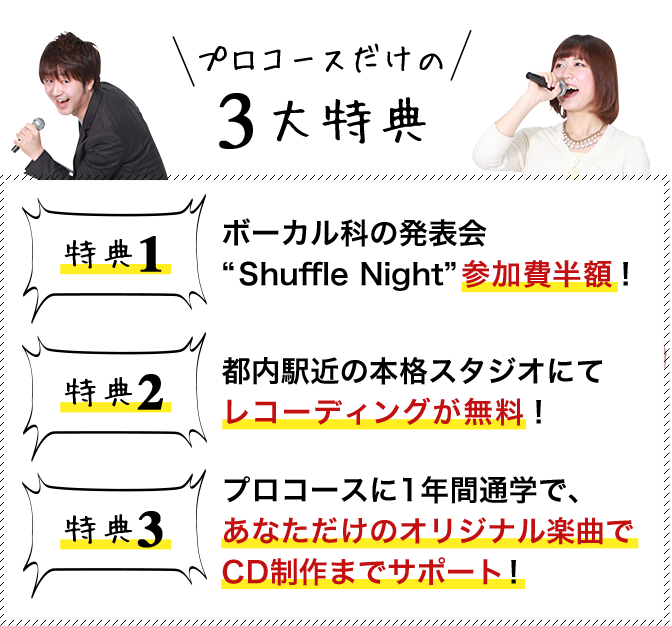 プロコースだけの
3大特典
特典1
ボーカル科の発表会
“Shuffle Night”参加費半額！
特典2
都内駅近の本格スタジオにて
レコーディングが無料！
特典3
プロコースに1年間通学で、
あなただけのオリジナル楽曲で
CD制作までサポート！